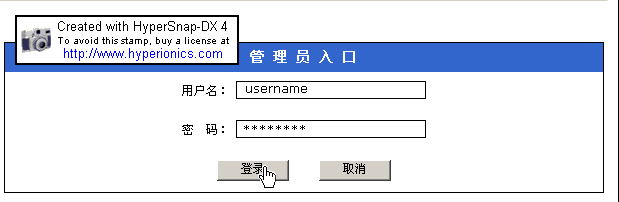 Created with HyperSnap-DX 4
To avoid this stamp, buy a license at
http://www.hyperionics.com
管理员入口
用户名： username
密 码： ********
登录 取消